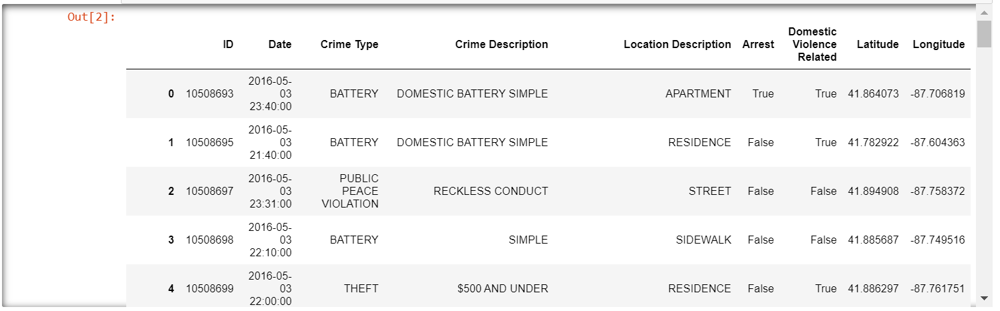 Out[2]:
ID Date Crime Type Crime Description Location Description Arrest Domestic Violence Related Latitude Longitude
0 10508693 2016-05-03 23:40:00 BATTERY DOMESTIC BATTERY SIMPLE APARTMENT True True 41.864073 -87.706819
1 10508695 2016-05-03 21:40:00 BATTERY DOMESTIC BATTERY SIMPLE RESIDENCE False True 41.782922 -87.604363
2 10508697 2016-05-03 23:31:00 PUBLIC PEACE VIOLATION RECKLESS CONDUCT STREET False False 41.894908 -87.758372
3 10508698 2016-05-03 22:10:00 BATTERY SIMPLE SIDEWALK False False 41.885687 -87.749516
4 10508699 2016-05-03 22:00:00 THEFT $500 AND UNDER RESIDENCE False True 41.886297 -87.761751